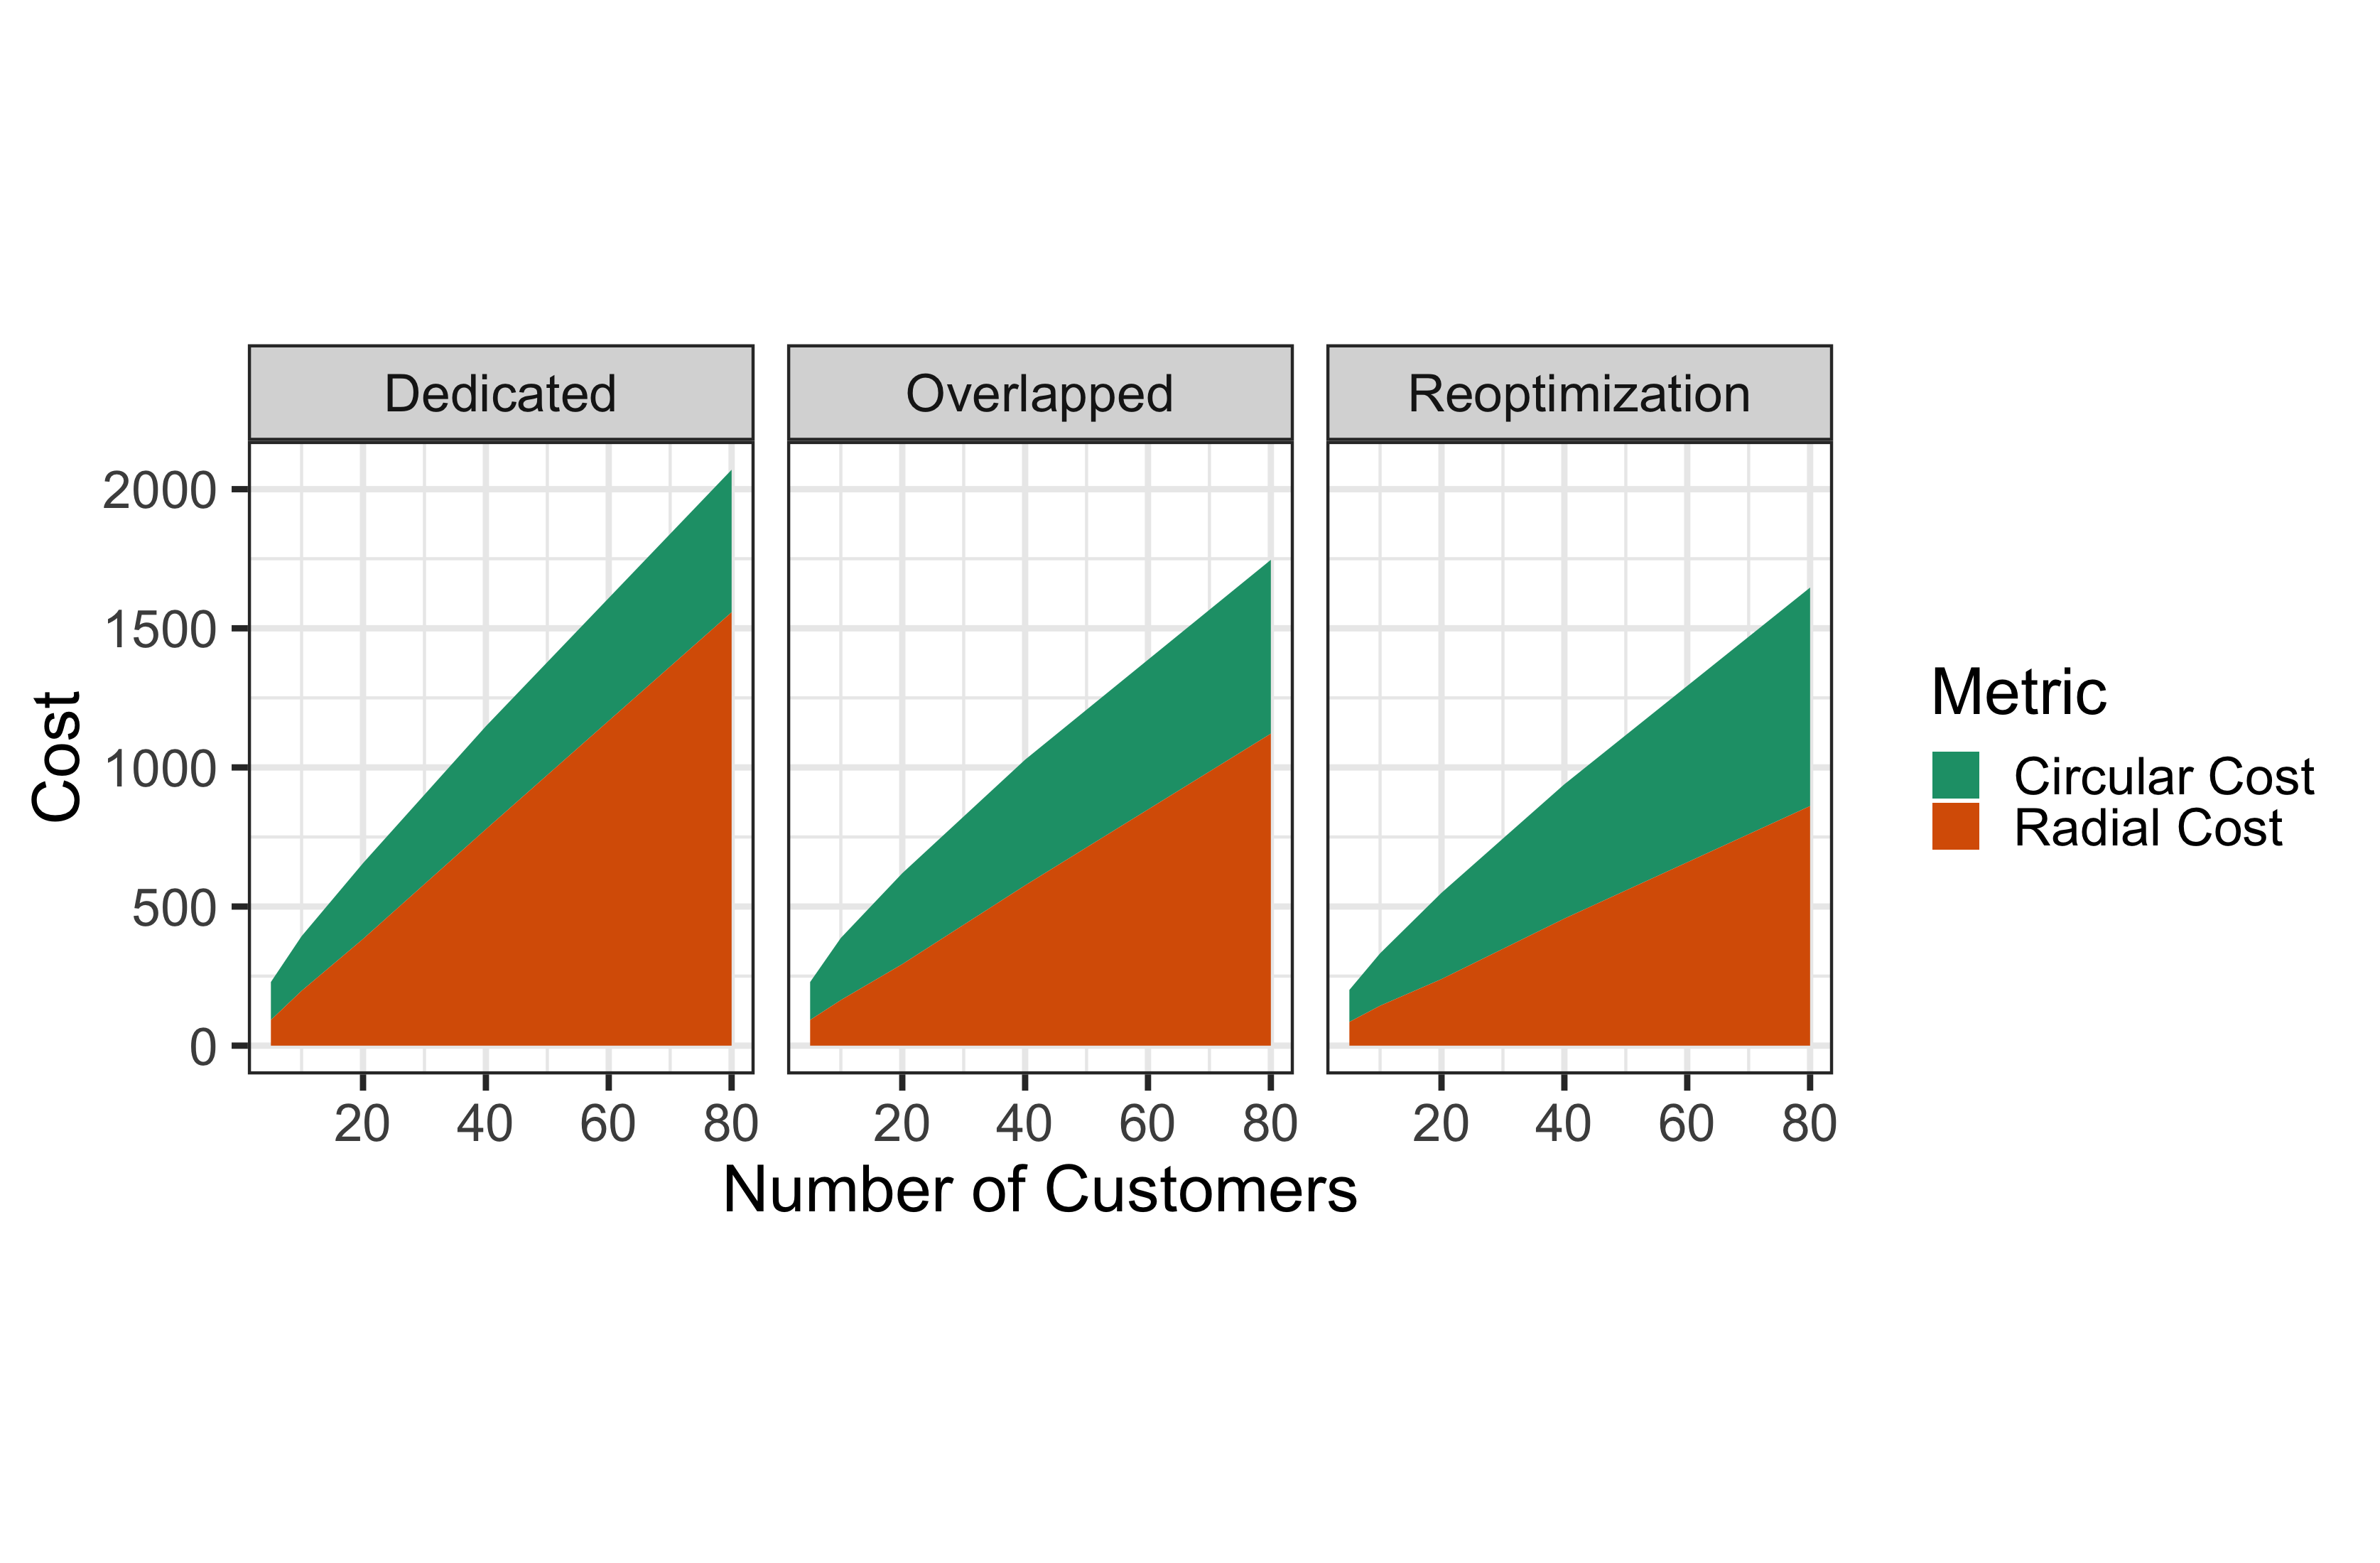 Dedicated Overlapped Reoptimization
2000
1500
1000
500
0
Cost
20 40 60 80 20 40 60 80 20 40 60 80
Number of Customers
Metric
Circular Cost
Radial Cost